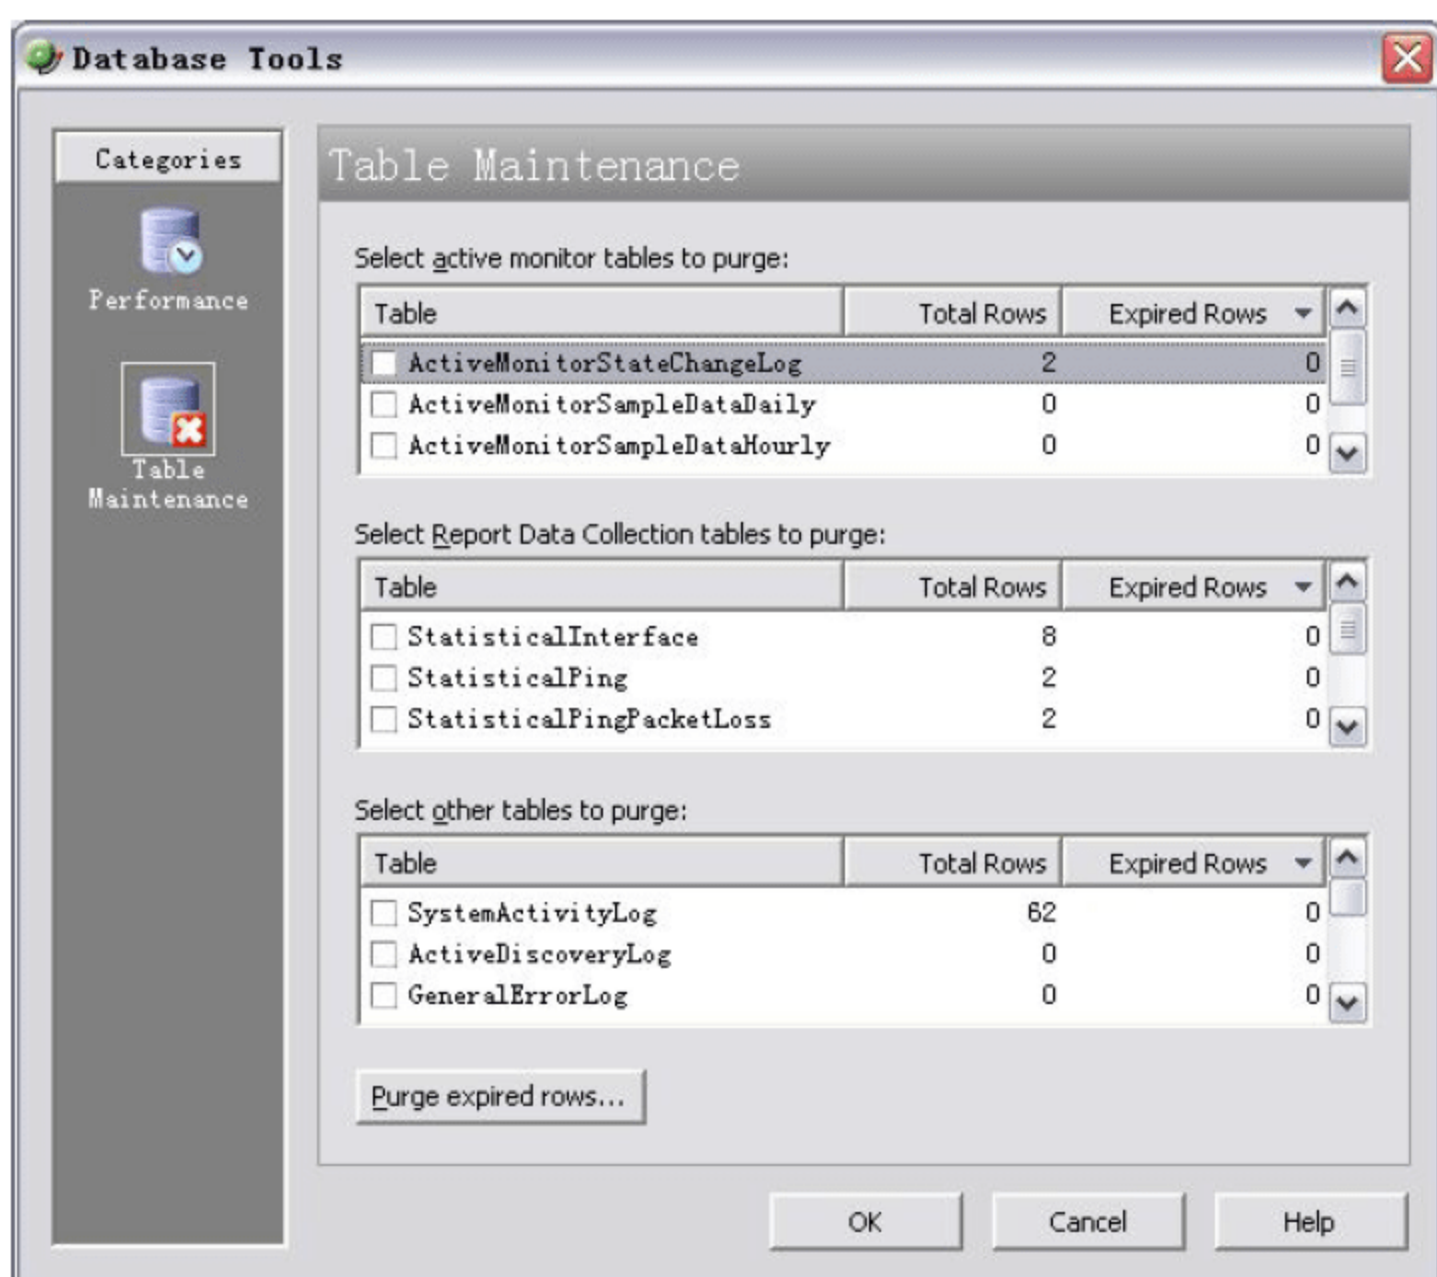 Database Tools
Categories
Performance
Table
Maintenance
Table Maintenance
Select active monitor tables to purge:
Table Total Rows Expired Rows
ActiveMonitorStateChangeLog 2 0
ActiveMonitorSampleDataDaily 0 0
ActiveMonitorSampleDataHourly 0 0
Select Report Data Collection tables to purge:
Table Total Rows Expired Rows
StatisticalInterface 8 0
StatisticalPing 2 0
StatisticalPingPacketLoss 2 0
Select other tables to purge:
Table Total Rows Expired Rows
SystemActivityLog 62 0
ActiveDiscoveryLog 0 0
GeneralErrorLog 0 0
Purge expired rows...
OK Cancel Help